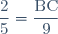 2/5 = BC/9